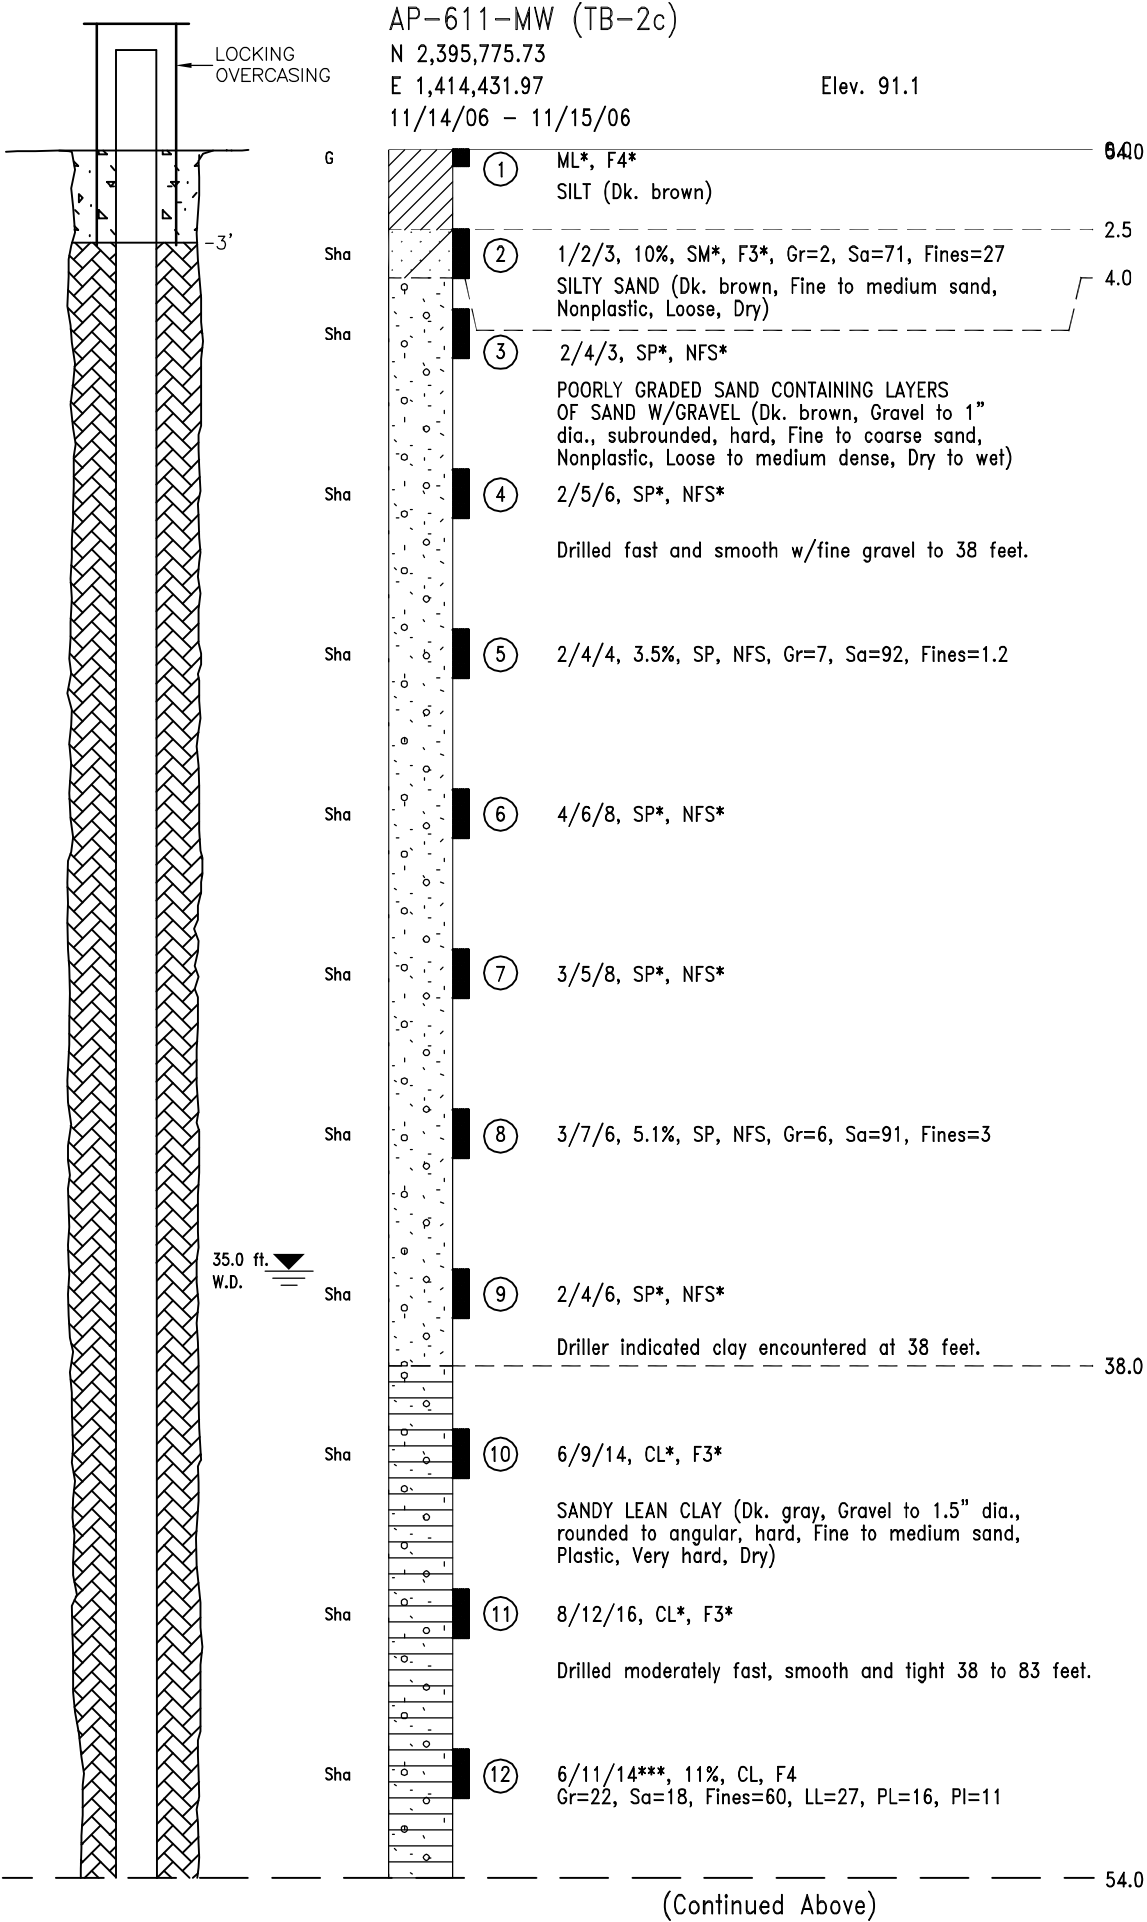 AP-611-MW (TB-2c)
N 2,395,775.73
E 1,414,431.97 Elev. 91.1
11/14/06 - 11/15/06
LOCKING
OVERCASING
G 1 ML*, F4*
SILT (Dk. brown)
-3'
2.5
Sha 2 1/2/3, 10%, SM*, F3*, Gr=2, Sa=71, Fines=27
4.0
SILTY SAND (Dk. brown, Fine to medium sand,
Nonplastic, Loose, Dry)
Sha 3 2/4/3, SP*, NFS*
POORLY GRADED SAND CONTAINING LAYERS
OF SAND W/GRAVEL (Dk. brown, Gravel to 1"
dia., subrounded, hard, Fine to coarse sand,
Nonplastic, Loose to medium dense, Dry to wet)
Sha 4 2/5/6, SP*, NFS*
Drilled fast and smooth w/fine gravel to 38 feet.
Sha 5 2/4/4, 3.5%, SP, NFS, Gr=7, Sa=92, Fines=1.2
Sha 6 4/6/8, SP*, NFS*
Sha 7 3/5/8, SP*, NFS*
Sha 8 3/7/6, 5.1%, SP, NFS, Gr=6, Sa=91, Fines=3
35.0 ft.
W.D.
Sha 9 2/4/6, SP*, NFS*
Driller indicated clay encountered at 38 feet.
38.0
Sha 10 6/9/14, CL*, F3*
SANDY LEAN CLAY (Dk. gray, Gravel to 1.5" dia.,
rounded to angular, hard, Fine to medium sand,
Plastic, Very hard, Dry)
Sha 11 8/12/16, CL*, F3*
Drilled moderately fast, smooth and tight 38 to 83 feet.
Sha 12 6/11/14***, 11%, CL, F4
Gr=22, Sa=18, Fines=60, LL=27, PL=16, PI=11
54.0
(Continued Above)